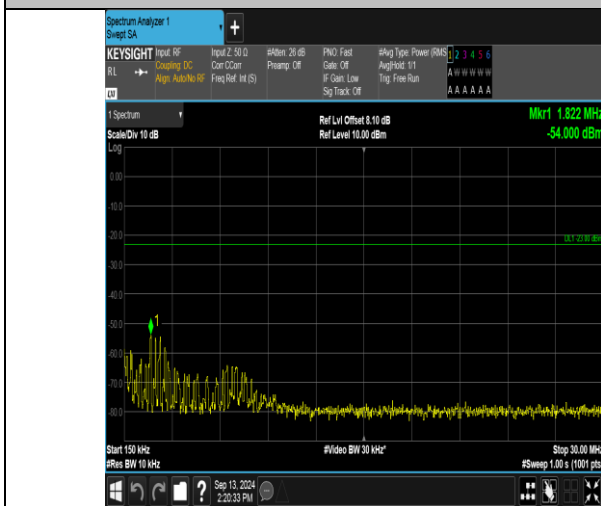 Spectrum Analyzer 1
Swept SA
+
KEYSIGHT Input: RF Input Z: 50 Ω #Atten: 26 dB PNO: Fast #Avg Type: Power (RMS 1 2 3 4 5 6
RL Coupling: DC Corr CCorr Preamp: Off Gate: Off Avg|Hold: 1/1 A W W W W W
Align: Auto/No RF Freq Ref: Int (S) IF Gain: Low Trig: Free Run
Sig Track: Off A A A A A A
1 Spectrum
Ref Lvl Offset 8.10 dB Mkr1 1.822 MHz
Scale/Div 10 dB Ref Level 10.00 dBm -54.000 dBm
Log
0.00
-10.0
-20.0
DL1 -23.00 dBm
-30.0
-40.0
-50.0
1
-60.0
-70.0
-80.0
Start 150 kHz #Video BW 30 kHz* Stop 30.00 MHz
#Res BW 10 kHz #Sweep 1.00 s (1001 pts
? Sep 13, 2024
2:20:33 PM